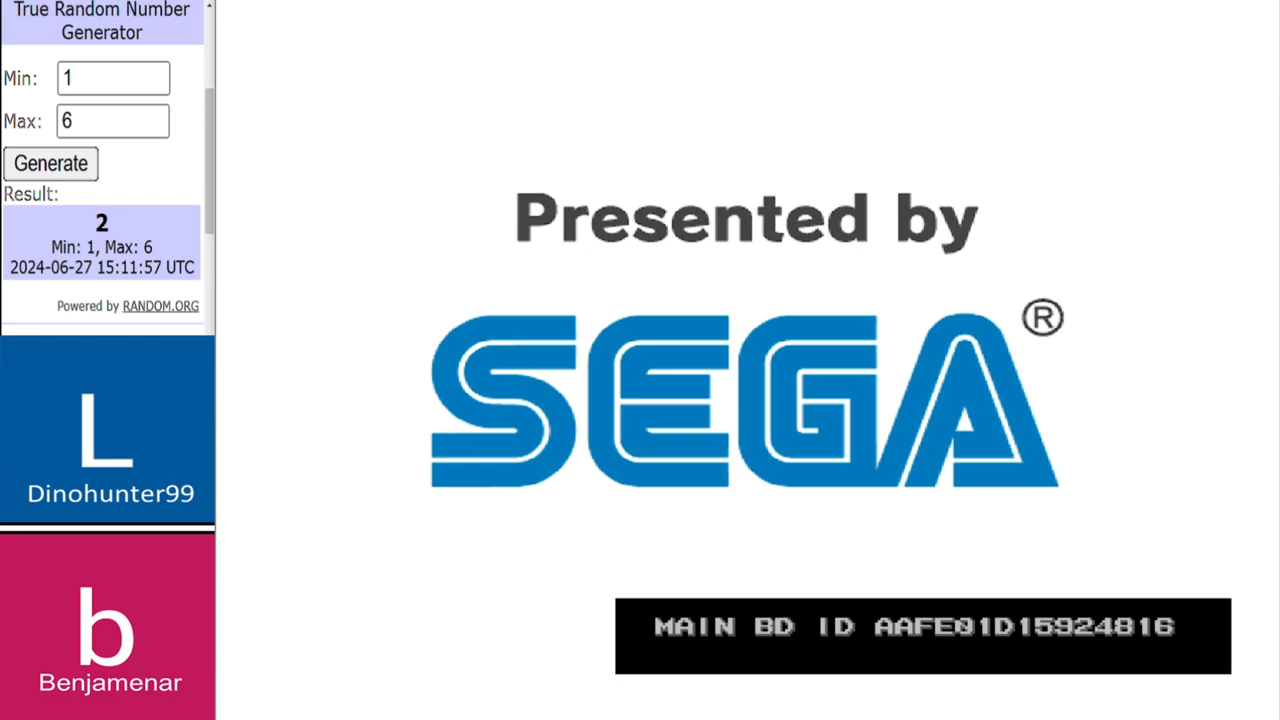 True Random Number
Generator
Min: 1
Max: 6
Generate
Result:
2
Min: 1, Max: 6
2024-06-27 15:11:57 UTC
Powered by RANDOM.ORG
L
Dinohunter99
b
Benjamenar
Presented by
SEGA®
MAIN BD ID AAFE01D15924816